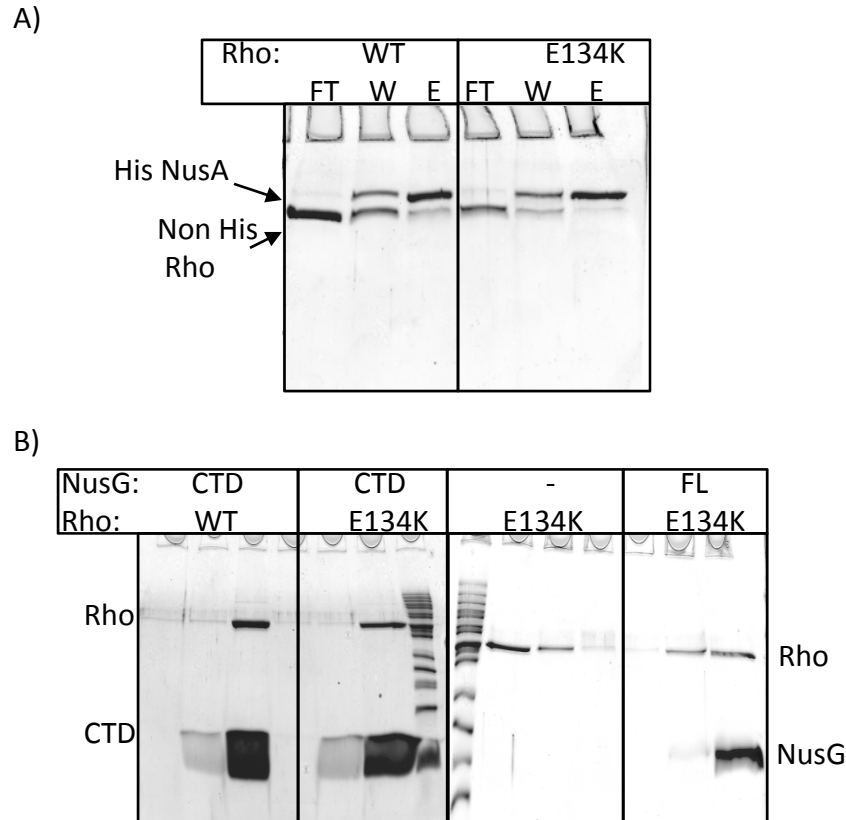 A)
Rho: WT E134K
FT W E FT W E
His NusA
Non His
Rho
B)
NusG: CTD CTD - FL
Rho: WT E134K E134K E134K
Rho
Rho
CTD
NusG